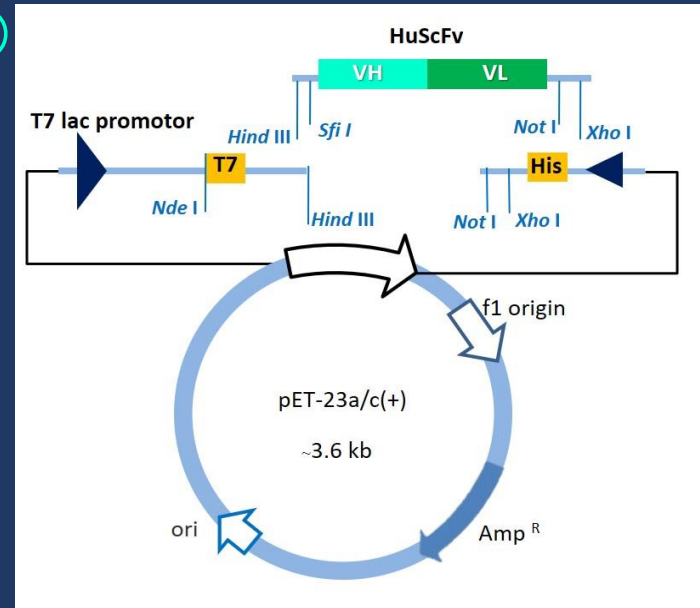 HuScFv
VH VL
T7 lac promotor
Hind III Sfi I Not I Xho I
T7 His
Nde I Hind III Not I Xho I
f1 origin
pET-23a/c(+)
~3.6 kb
ori
Amp R